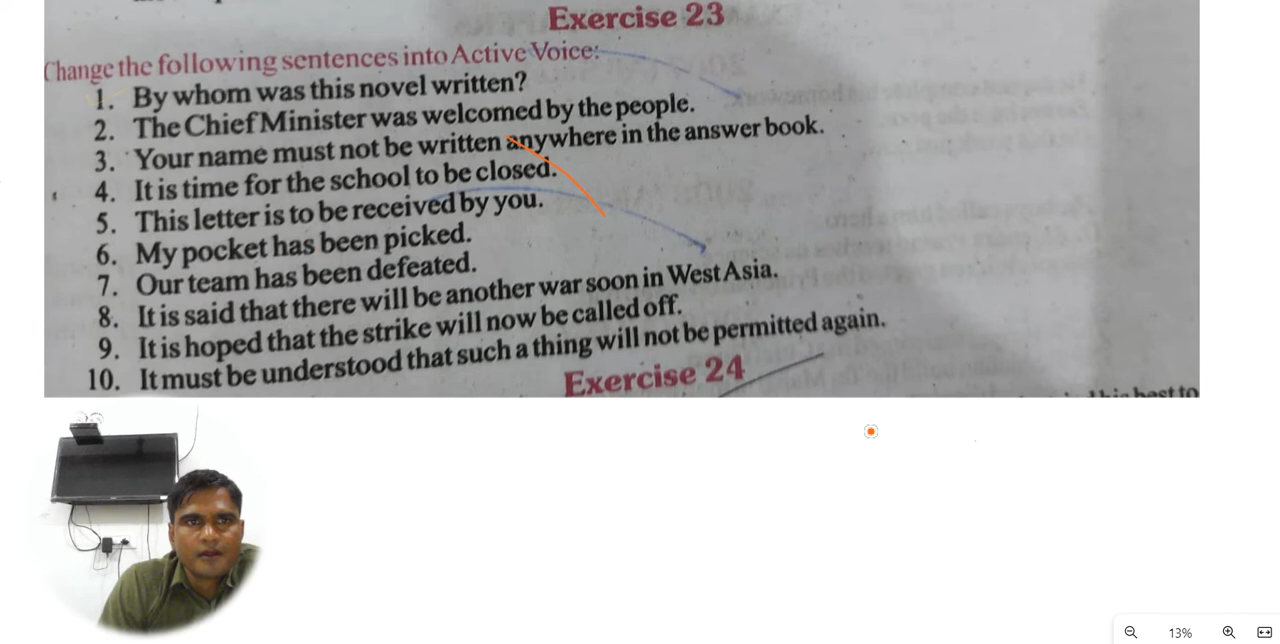 Exercise 23
Change the following sentences into Active Voice:
1. By whom was this novel written?
2. The Chief Minister was welcomed by the people.
3. Your name must not be written anywhere in the answer book.
4. It is time for the school to be closed.
5. This letter is to be received by you.
6. My pocket has been picked.
7. Our team has been defeated.
8. It is said that there will be another war soon in West Asia.
9. It is hoped that the strike will now be called off.
10. It must be understood that such a thing will not be permitted again.
Exercise 24
best to
13%